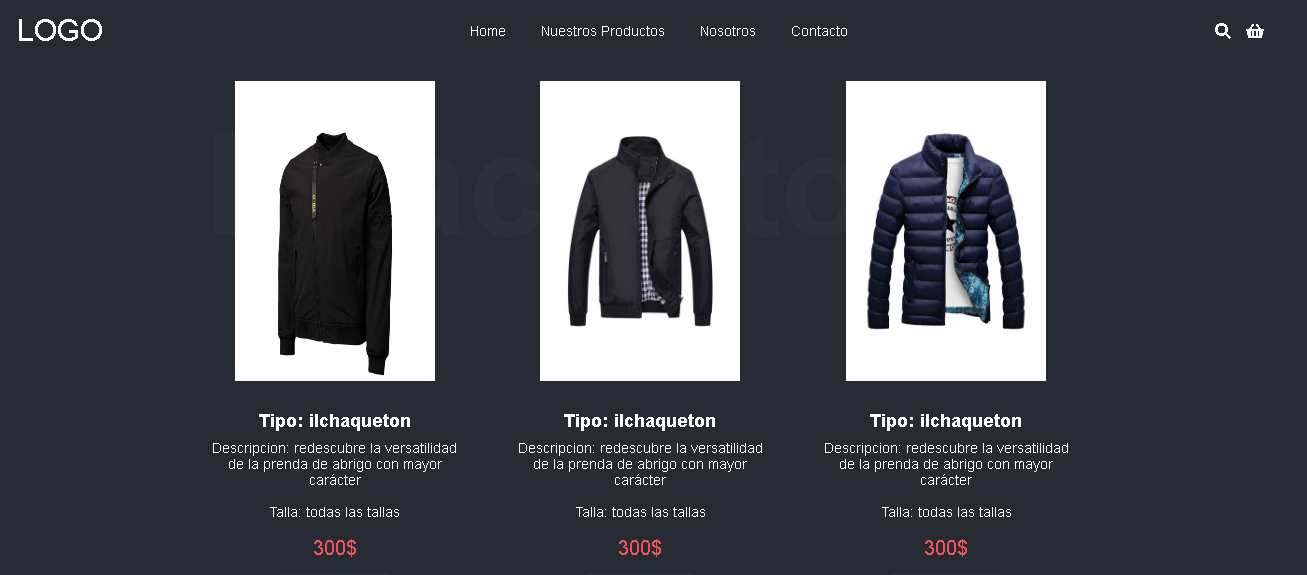 LOGO
Home
Nuestros Productos
Nosotros
Contacto
Tipo: ilchaqueton
Descripcion: redescubre la versatilidad
de la prenda de abrigo con mayor
carácter
Talla: todas las tallas
300$
Tipo: ilchaqueton
Descripcion: redescubre la versatilidad
de la prenda de abrigo con mayor
carácter
Talla: todas las tallas
300$
Tipo: ilchaqueton
Descripcion: redescubre la versatilidad
de la prenda de abrigo con mayor
carácter
Talla: todas las tallas
300$